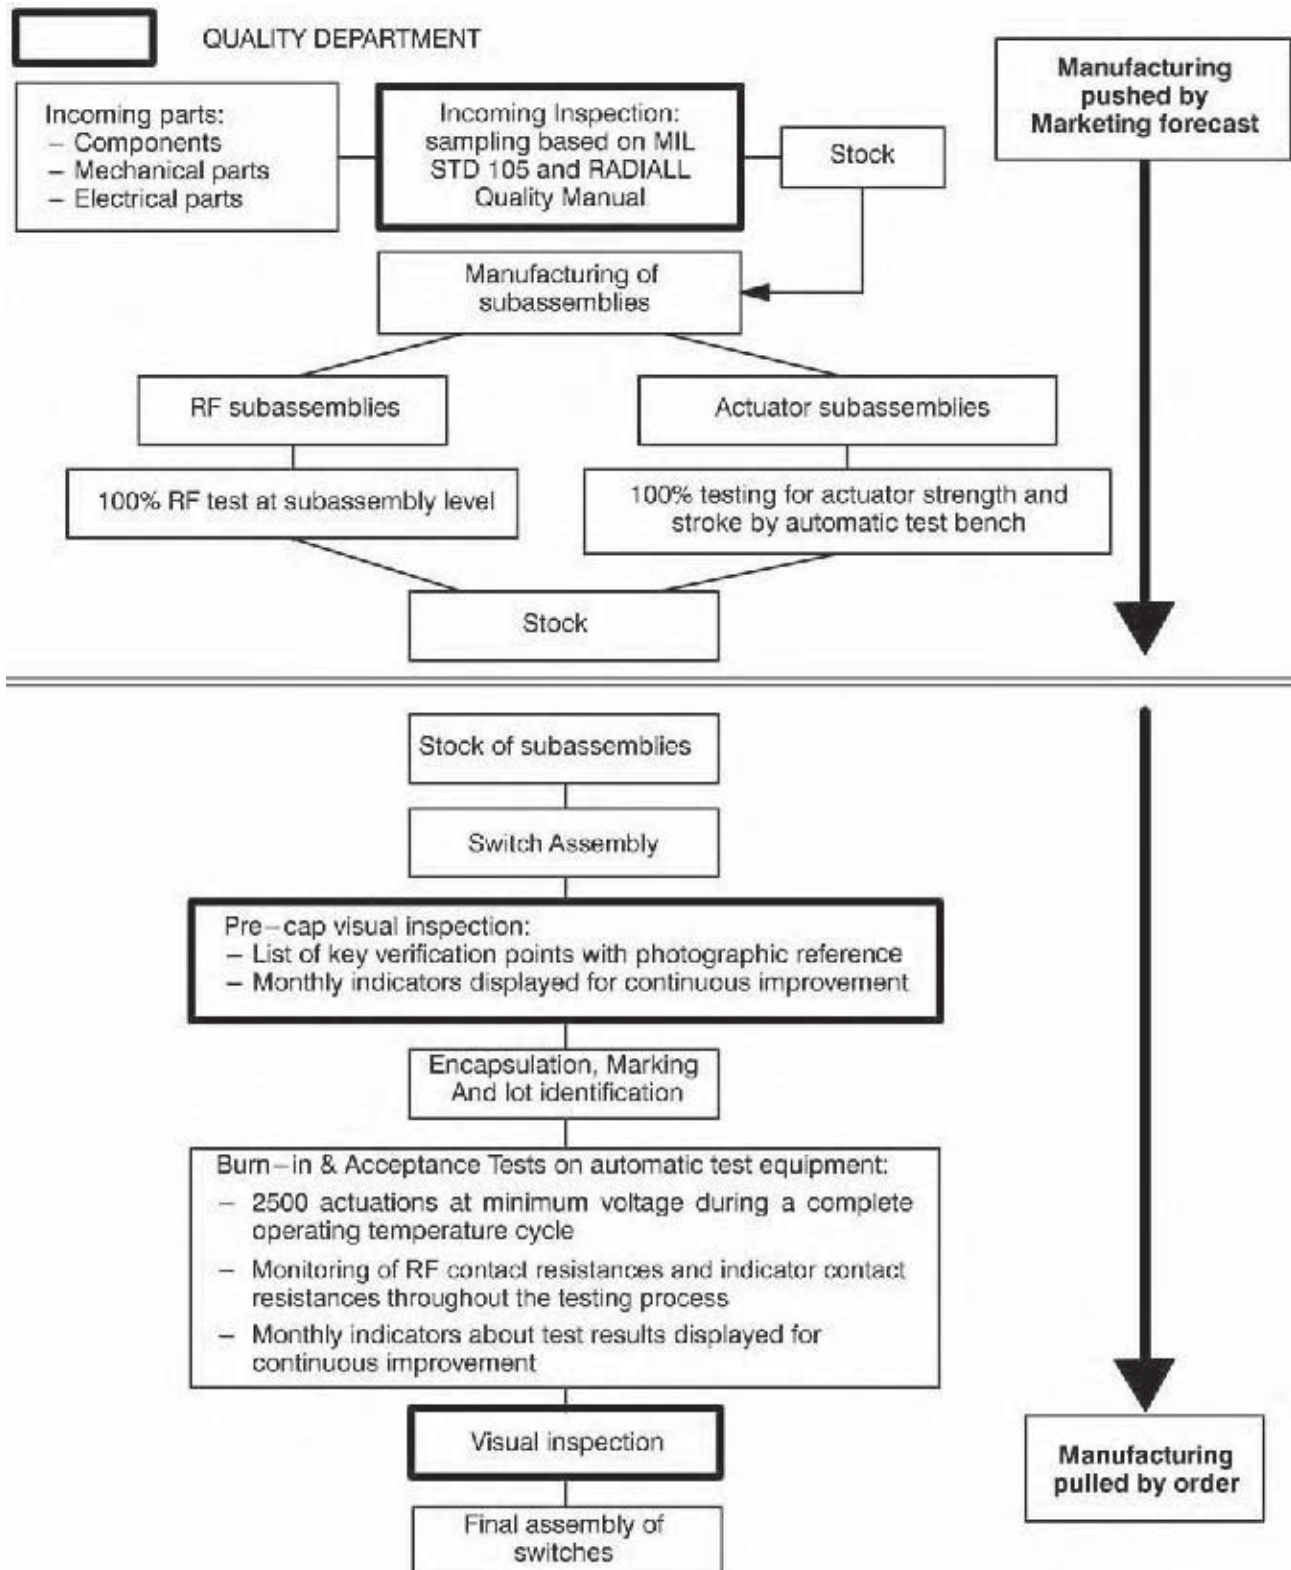 QUALITY DEPARTMENT
Manufacturing
pushed by
Marketing forecast
Incoming parts:
– Components
– Mechanical parts
– Electrical parts
Incoming Inspection:
sampling based on MIL
STD 105 and RADIALL
Quality Manual
Stock
Manufacturing of
subassemblies
RF subassemblies
Actuator subassemblies
100% RF test at subassembly level
100% testing for actuator strength and
stroke by automatic test bench
Stock
Stock of subassemblies
Switch Assembly
Pre–cap visual inspection:
– List of key verification points with photographic reference
– Monthly indicators displayed for continuous improvement
Encapsulation, Marking
And lot identification
Burn–in & Acceptance Tests on automatic test equipment:
– 2500 actuations at minimum voltage during a complete
operating temperature cycle
– Monitoring of RF contact resistances and indicator contact
resistances throughout the testing process
– Monthly indicators about test results displayed for
continuous improvement
Visual inspection
Manufacturing
pulled by order
Final assembly of
switches